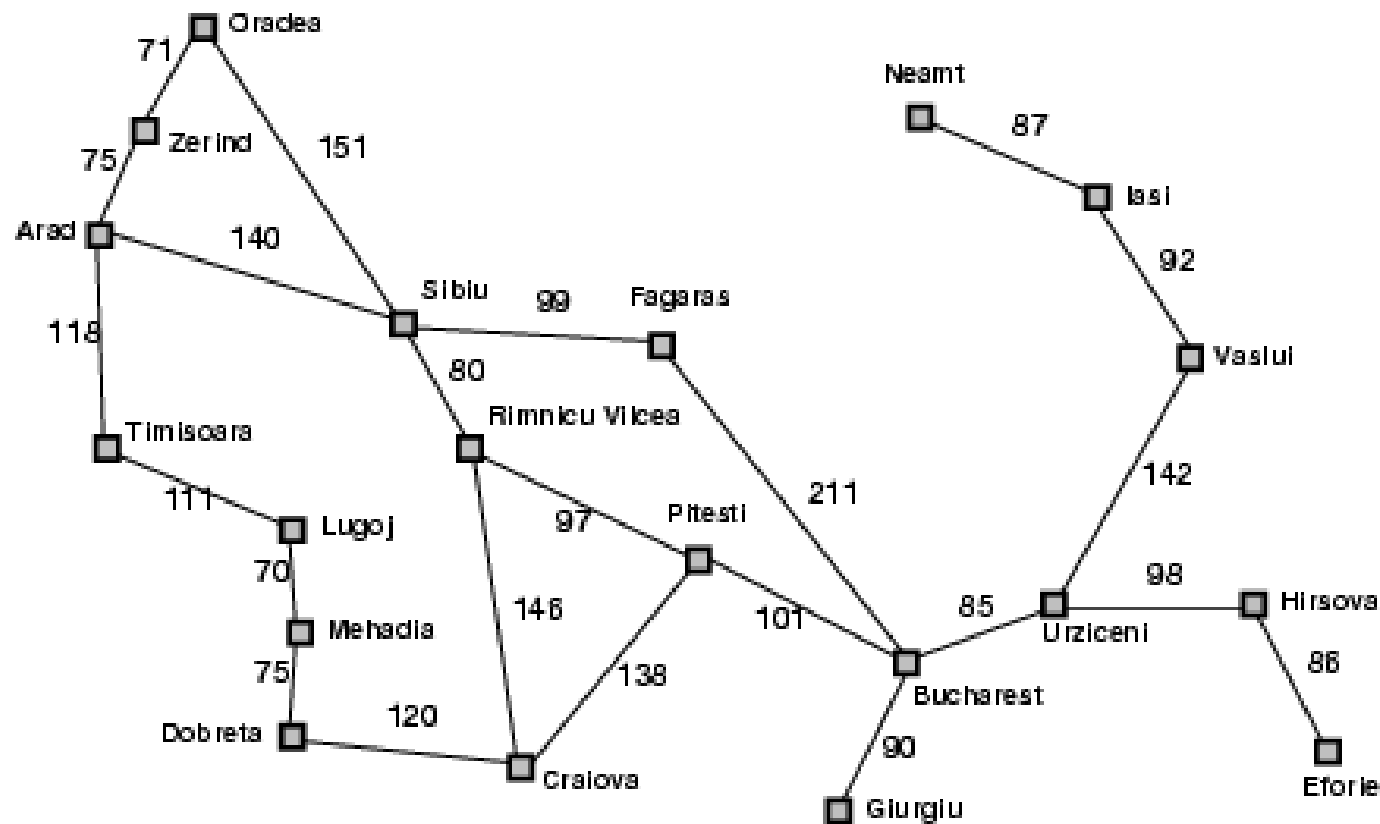 Oradea
71
Neamt
87
Zerind
151
75
Iasi
Arad
140
92
Sibiu
99
Fagaras
118
80
Vaslui
Timisoara
Rimnicu Vilcea
142
111
211
Lugoj
97
Pitesti
70
98
146
101
85
Hirsova
Mehadia
Urziceni
75
138
86
Bucharest
Dobreta
120
90
Craiova
Eforie
Giurgiu